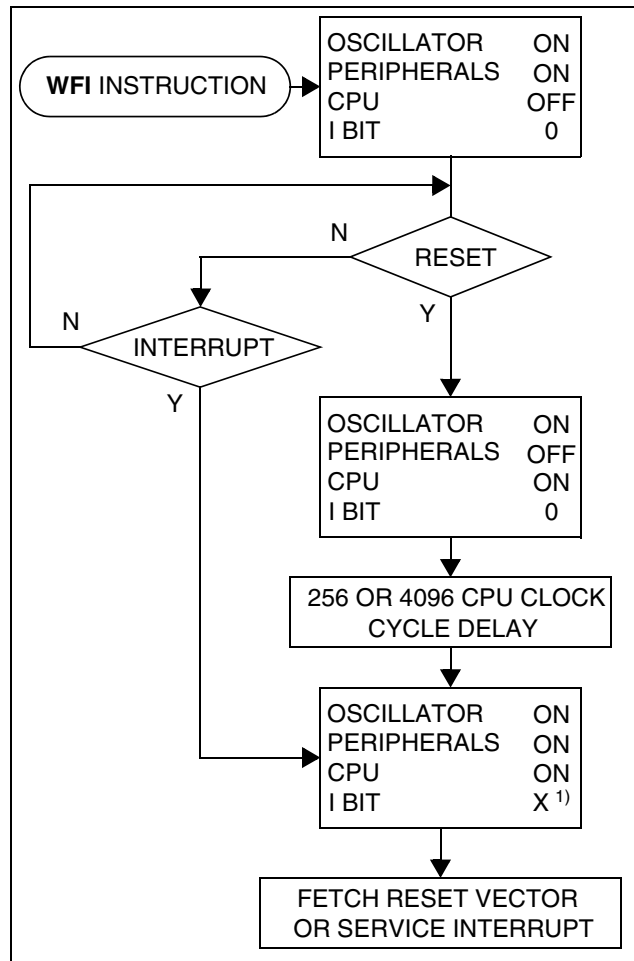 WFI INSTRUCTION
OSCILLATOR ON
PERIPHERALS ON
CPU OFF
I BIT 0
N
RESET
Y
N
INTERRUPT
Y
OSCILLATOR ON
PERIPHERALS OFF
CPU ON
I BIT 0
256 OR 4096 CPU CLOCK
CYCLE DELAY
OSCILLATOR ON
PERIPHERALS ON
CPU ON
I BIT X 1)
FETCH RESET VECTOR
OR SERVICE INTERRUPT